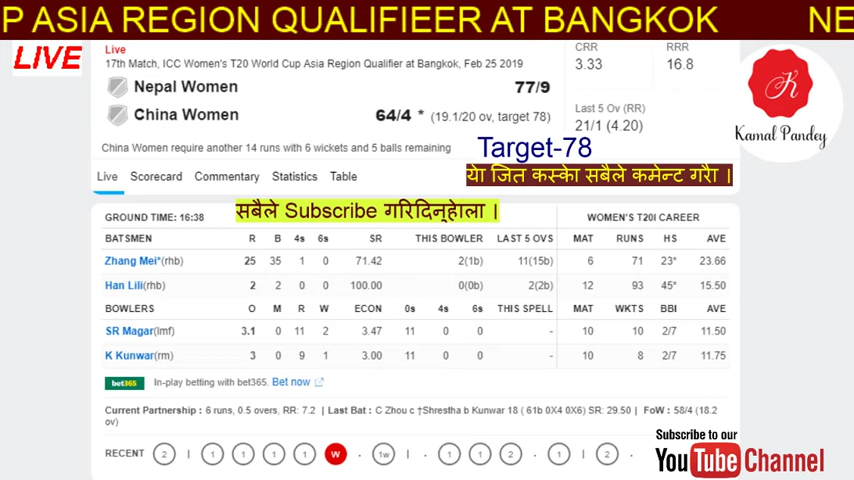 P ASIA REGION QUALIFIEER AT BANGKOK NE
LIVE
Live
17th Match, ICC Women's T20 World Cup Asia Region Qualifier at Bangkok, Feb 25 2019
Nepal Women 77/9
China Women 64/4 * (19.1/20 ov, target 78)
China Women require another 14 runs with 6 wickets and 5 balls remaining
CRR RRR
3.33 16.8
Last 5 Ov (RR)
21/1 (4.20)
K
Kamal Pandey
Target-78
याे जित कस्काे सबैले कमेन्ट गराै ।
Live Scorecard Commentary Statistics Table
सबैले Subscribe गरिदिनुहाेला ।
GROUND TIME: 16:38 WOMEN'S T20I CAREER
BATSMEN R B 4s 6s SR THIS BOWLER LAST 5 OVS MAT RUNS HS AVE
Zhang Mei*(rhb) 25 35 1 0 71.42 2(1b) 11(15b) 6 71 23* 23.66
Han Lili(rhb) 2 2 0 0 100.00 0(0b) 2(2b) 12 93 45* 15.50
BOWLERS O M R W ECON 0s 4s 6s THIS SPELL MAT WKTS BBI AVE
SR Magar(lmf) 3.1 0 11 2 3.47 11 0 0 - 10 10 2/7 11.50
K Kunwar(rm) 3 0 9 1 3.00 11 0 0 - 10 8 2/7 11.75
bet365 In-play betting with bet365. Bet now
Current Partnership : 6 runs, 0.5 overs, RR: 7.2 | Last Bat : C Zhou c †Shrestha b Kunwar 18 ( 61b 0X4 0X6) SR: 29.50 | FoW : 58/4 (18.2
ov)
RECENT 2 | 1 1 1 1 W . 1w | . 1 1 2 . 1 | 2 .
Subscribe to our
YouTube Channel